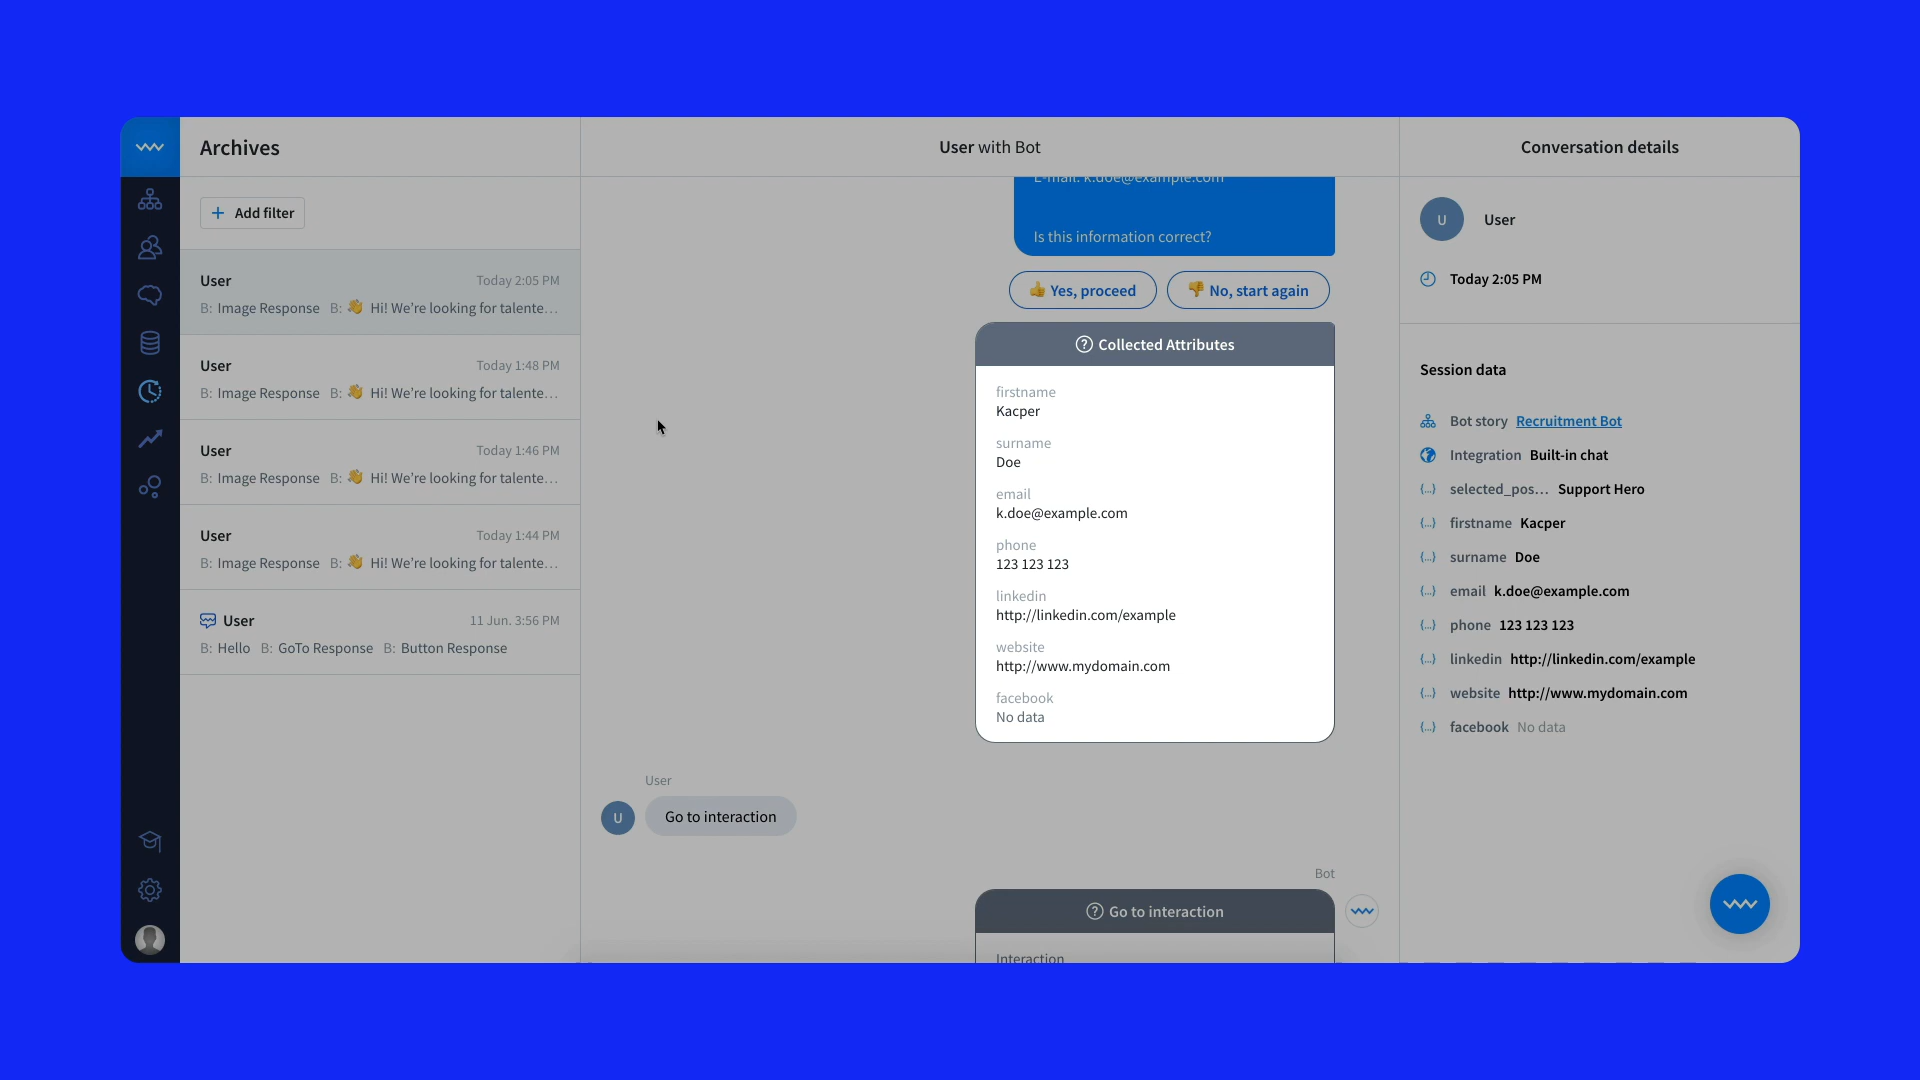 Archives
Add filter
User Today 2:05 PM
B: Image Response B: 👋 Hi! We’re looking for talente…
User Today 1:48 PM
B: Image Response B: 👋 Hi! We’re looking for talente…
User Today 1:46 PM
B: Image Response B: 👋 Hi! We’re looking for talente…
User Today 1:44 PM
B: Image Response B: 👋 Hi! We’re looking for talente…
User 11 Jun. 3:56 PM
B: Hello B: GoTo Response B: Button Response
User with Bot
E-mail: k.doe@example.com
Is this information correct?
👍 Yes, proceed 👎 No, start again
Collected Attributes
firstname
Kacper
surname
Doe
email
k.doe@example.com
phone
123 123 123
linkedin
http://linkedin.com/example
website
http://www.mydomain.com
facebook
No data
User
U Go to interaction
Bot
Go to interaction
Interaction
Conversation details
U User
Today 2:05 PM
Session data
Bot story Recruitment Bot
Integration Built-in chat
{…} selected_pos… Support Hero
{…} firstname Kacper
{…} surname Doe
{…} email k.doe@example.com
{…} phone 123 123 123
{…} linkedin http://linkedin.com/example
{…} website http://www.mydomain.com
{…} facebook No data